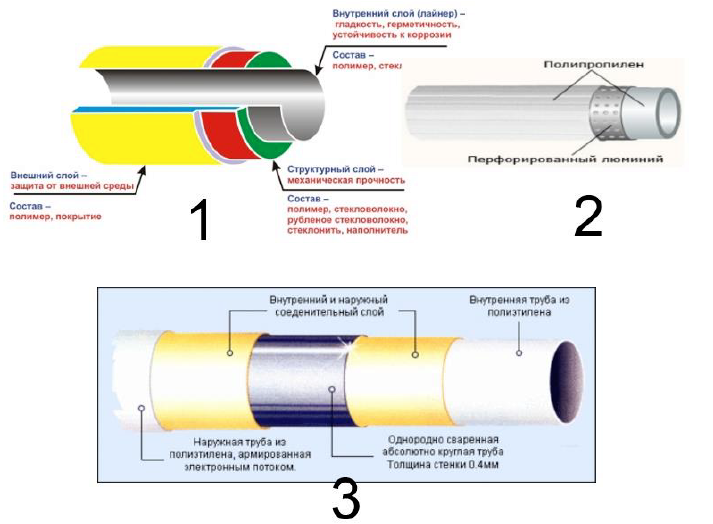 Внутренний слой (лайнер) –
гладкость, герметичность,
устойчивость к коррозии
Состав –
полимер, стекл
Внешний слой –
защита от внешней среды
Состав –
полимер, покрытие
Структурный слой –
механическая прочность
Состав –
полимер, стекловолокно,
рубленое стекловолокно,
стеклонить, наполнитель
1
Полипропилен
Перфорированный люминий
2
Внутренний и наружный
соеденительный слой
Внутренняя труба из
полиэтилена
Наружная труба из
полиэтилена, армированная
электронным потоком.
Однородно сваренная
абсолютно круглая труба
Толщина стенки 0.4мм
3